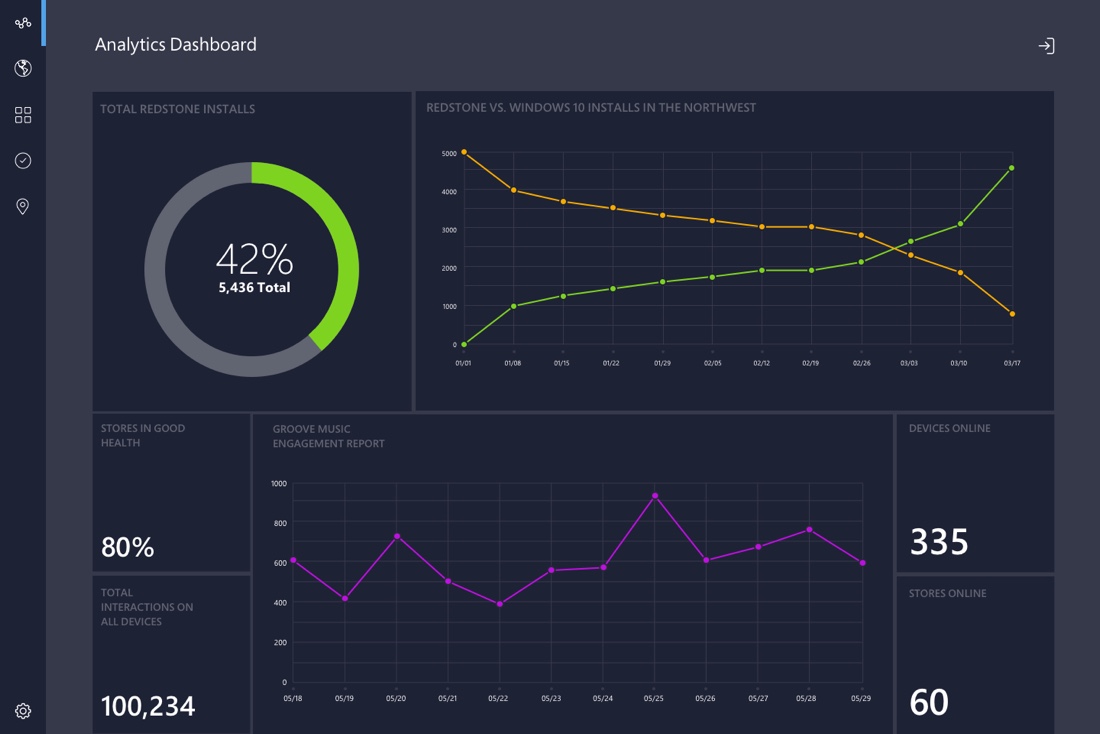 Analytics Dashboard
TOTAL REDSTONE INSTALLS
42%
5,436 Total
REDSTONE VS. WINDOWS 10 INSTALLS IN THE NORTHWEST
5000
4000
3000
2000
1000
0
01/01 01/08 01/15 01/22 01/29 02/05 02/12 02/19 02/26 03/03 03/10 03/17
STORES IN GOOD
HEALTH
80%
TOTAL
INTERACTIONS ON
ALL DEVICES
100,234
GROOVE MUSIC
ENGAGEMENT REPORT
1000
800
600
400
200
0
05/18 05/19 05/20 05/21 05/22 05/23 05/24 05/25 05/26 05/27 05/28 05/29
DEVICES ONLINE
335
STORES ONLINE
60